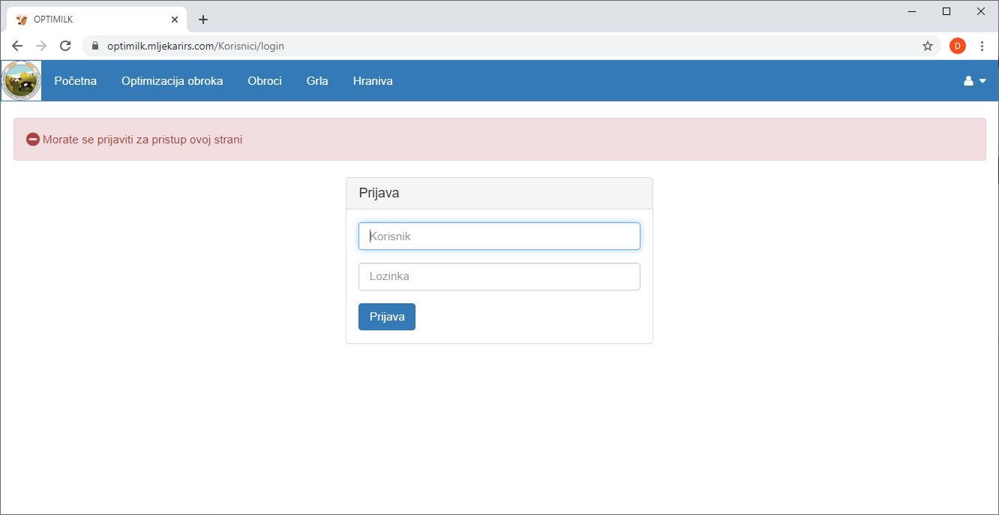 OPTIMILK
optimilk.mljekarirs.com/Korisnici/login
D
Početna Optimizacija obroka Obroci Grla Hraniva
Morate se prijaviti za pristup ovoj strani
Prijava
Korisnik
Lozinka
Prijava